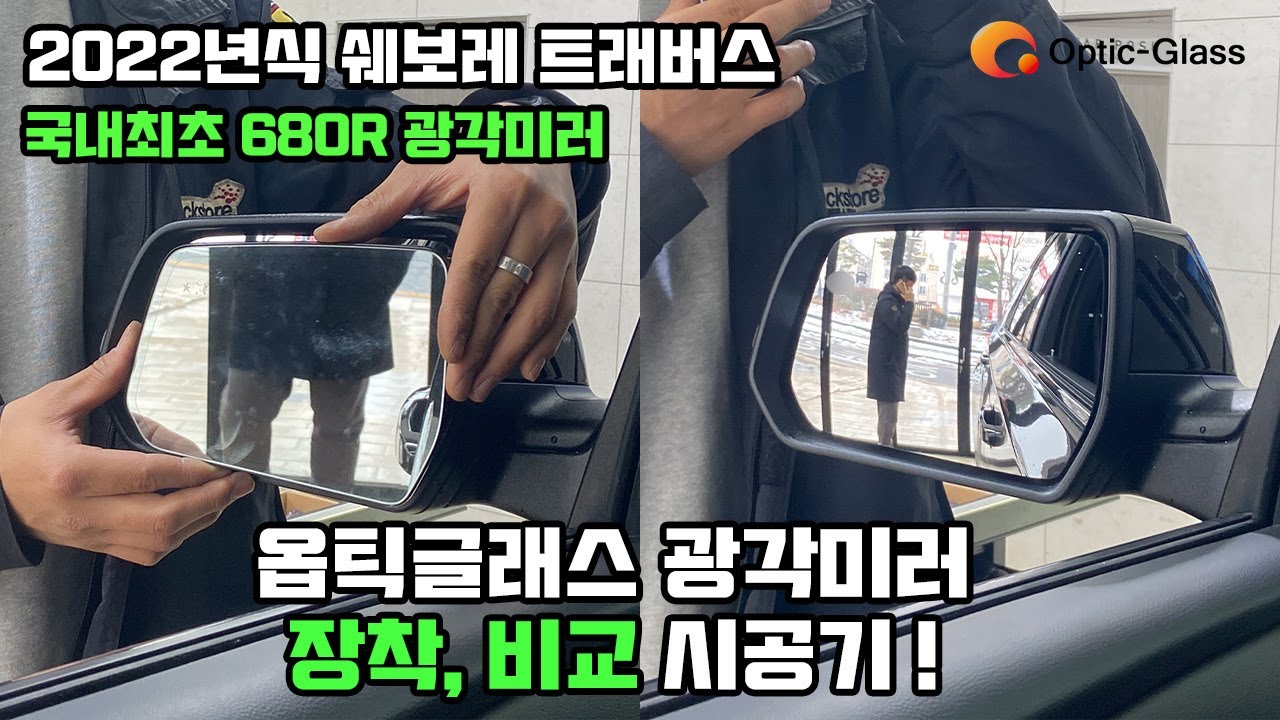 2022년식 쉐보레 트래버스
Optic-Glass
국내최초 680R 광각미러
ckstore
ckstore
옵틱글래스 광각미러
장착, 비교 시공기 !